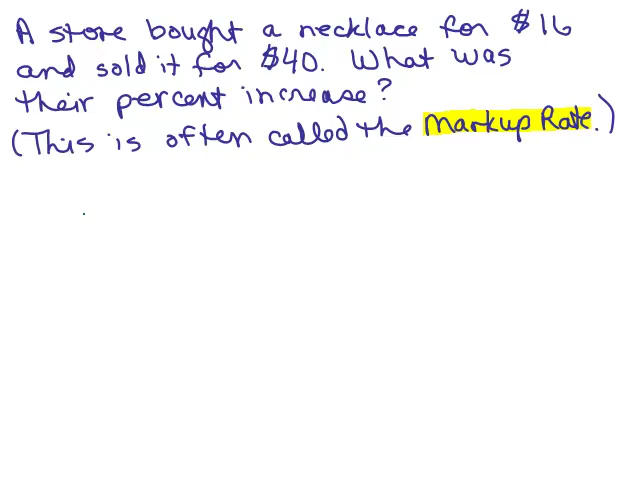 A store bought a necklace for $16
and sold it for $40. What was
their percent increase?
(This is often called the Markup Rate.)